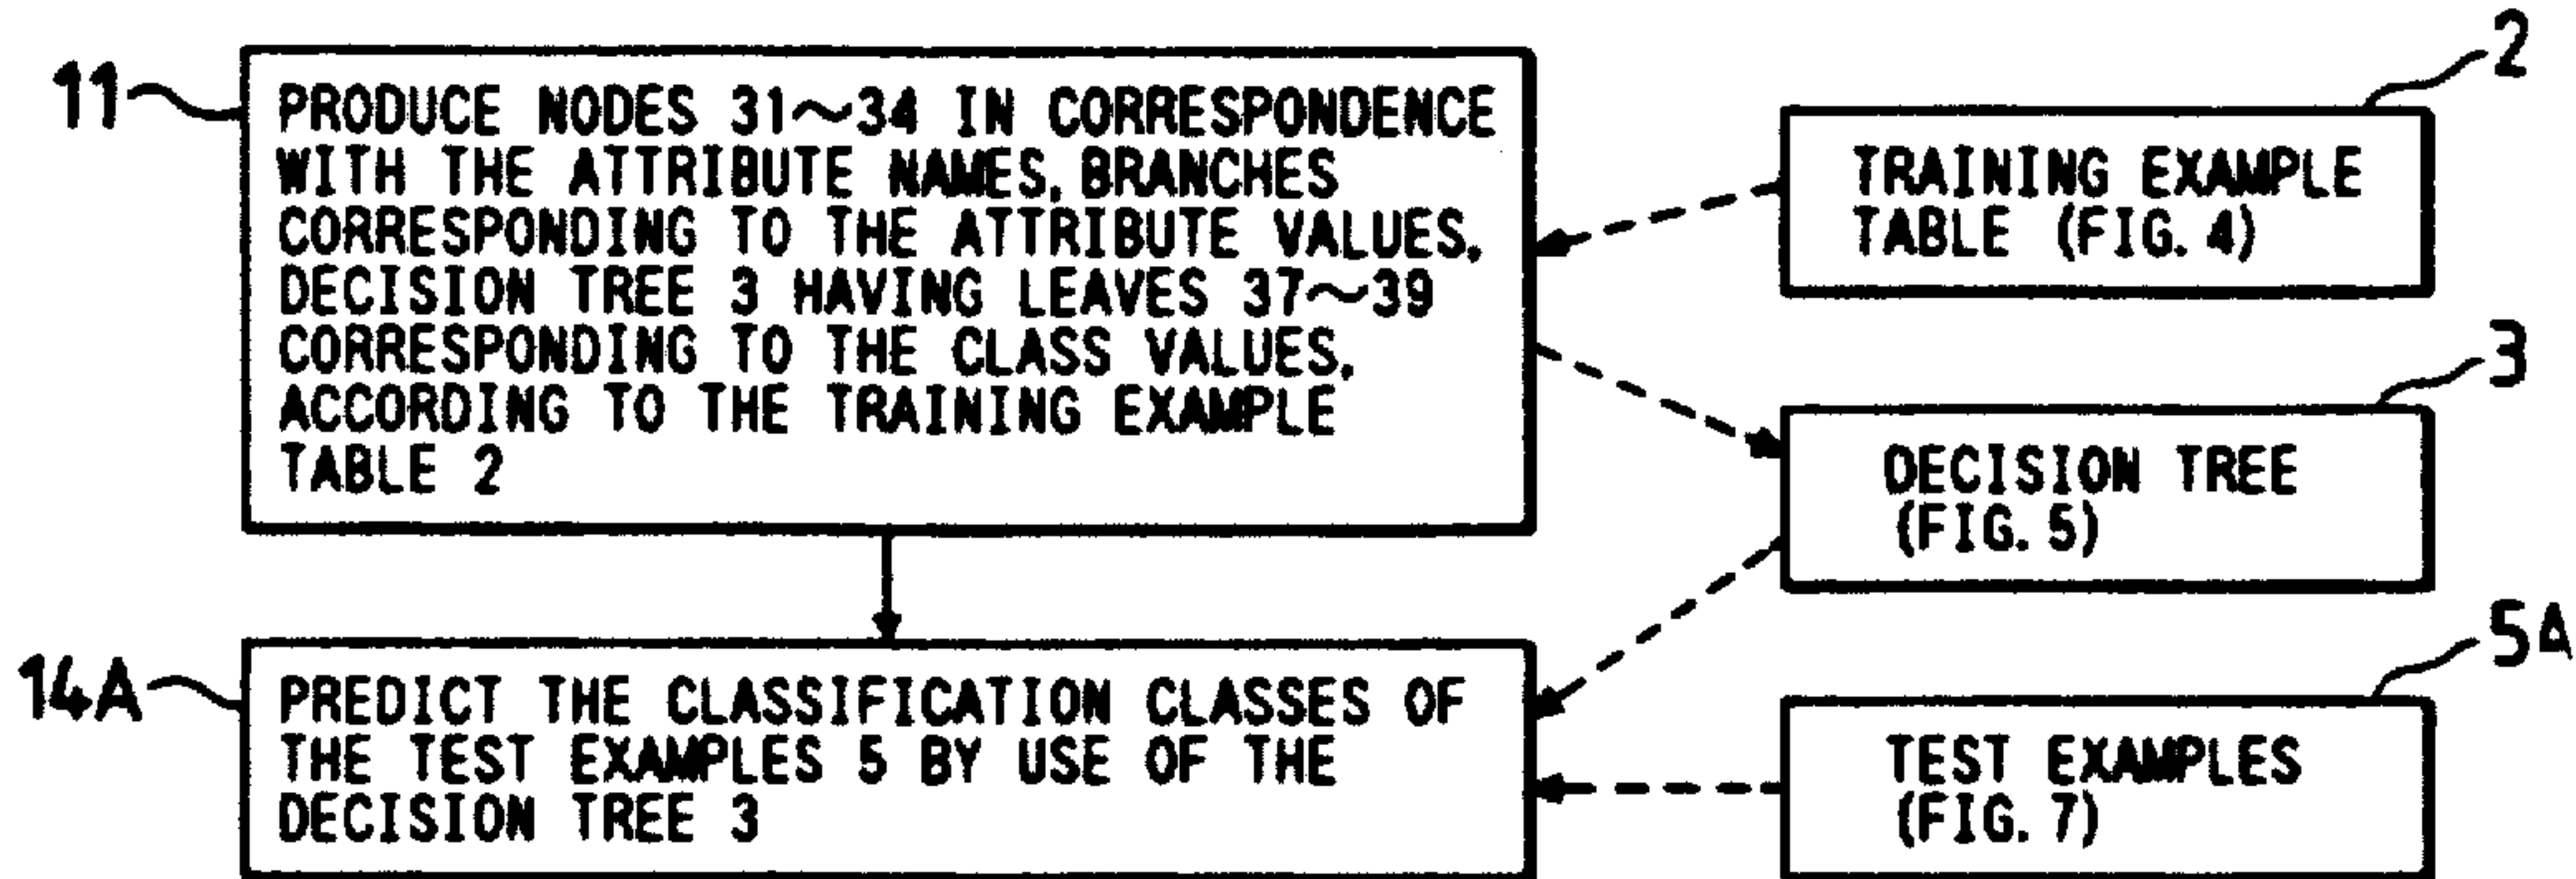 11
PRODUCE NODES 31~34 IN CORRESPONDENCE
WITH THE ATTRIBUTE NAMES, BRANCHES
CORRESPONDING TO THE ATTRIBUTE VALUES,
DECISION TREE 3 HAVING LEAVES 37~39
CORRESPONDING TO THE CLASS VALUES,
ACCORDING TO THE TRAINING EXAMPLE
TABLE 2
2
TRAINING EXAMPLE
TABLE (FIG. 4)
3
DECISION TREE
(FIG. 5)
14A
PREDICT THE CLASSIFICATION CLASSES OF
THE TEST EXAMPLES 5 BY USE OF THE
DECISION TREE 3
5A
TEST EXAMPLES
(FIG. 7)